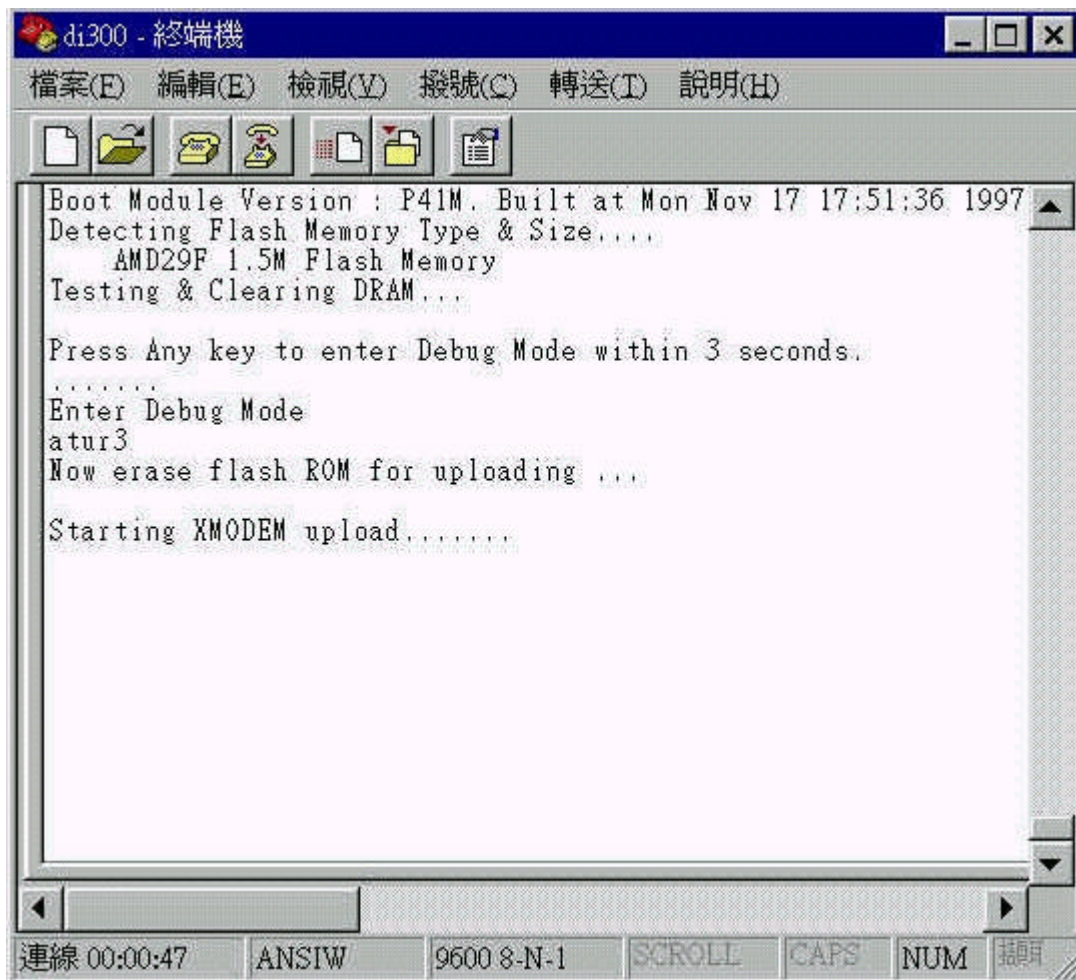 di300 - 終端機
檔案(F) 編輯(E) 檢視(V) 撥號(C) 轉送(T) 說明(H)
Boot Module Version : P41M. Built at Mon Nov 17 17:51:36 1997
Detecting Flash Memory Type & Size....
AMD29F 1.5M Flash Memory
Testing & Clearing DRAM...
Press Any key to enter Debug Mode within 3 seconds.
.......
Enter Debug Mode
atur3
Now erase flash ROM for uploading ...
Starting XMODEM upload.......
連線 00:00:47 ANSIW 9600 8-N-1 SCROLL CAPS NUM